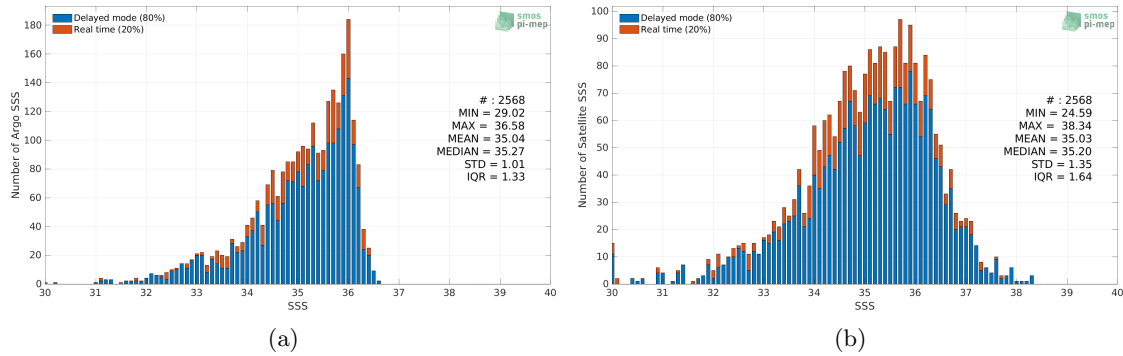 Delayed mode (80%)
Real time (20%)
smos
pi-mep
180
160
140
120
100
80
60
40
20
0
Number of Argo SSS
# : 2568
MIN = 29.02
MAX = 36.58
MEAN = 35.04
MEDIAN = 35.27
STD = 1.01
IQR = 1.33
30 31 32 33 34 35 36 37 38 39 40
SSS
(a)
Delayed mode (80%)
Real time (20%)
smos
pi-mep
100
90
80
70
60
50
40
30
20
10
0
Number of Satellite SSS
# : 2568
MIN = 24.59
MAX = 38.34
MEAN = 35.03
MEDIAN = 35.20
STD = 1.35
IQR = 1.64
30 31 32 33 34 35 36 37 38 39 40
SSS
(b)